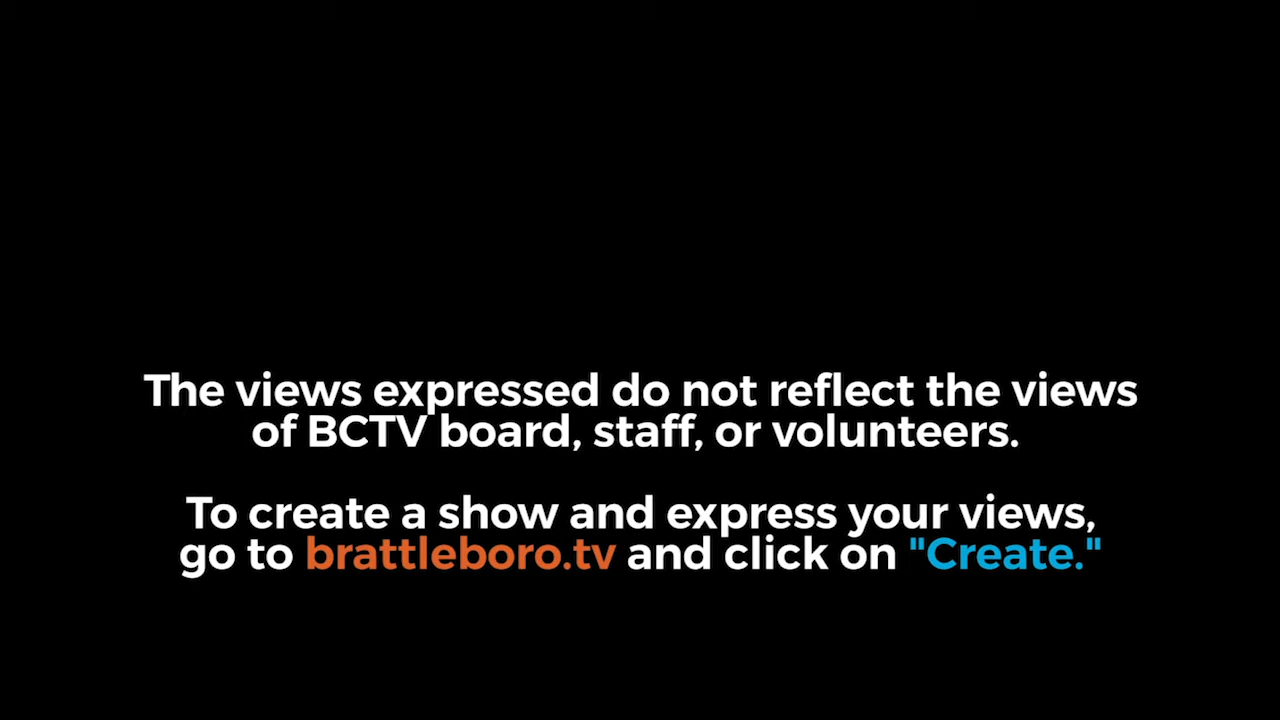 The views expressed do not reflect the views
of BCTV board, staff, or volunteers.
To create a show and express your views,
go to brattleboro.tv and click on "Create."